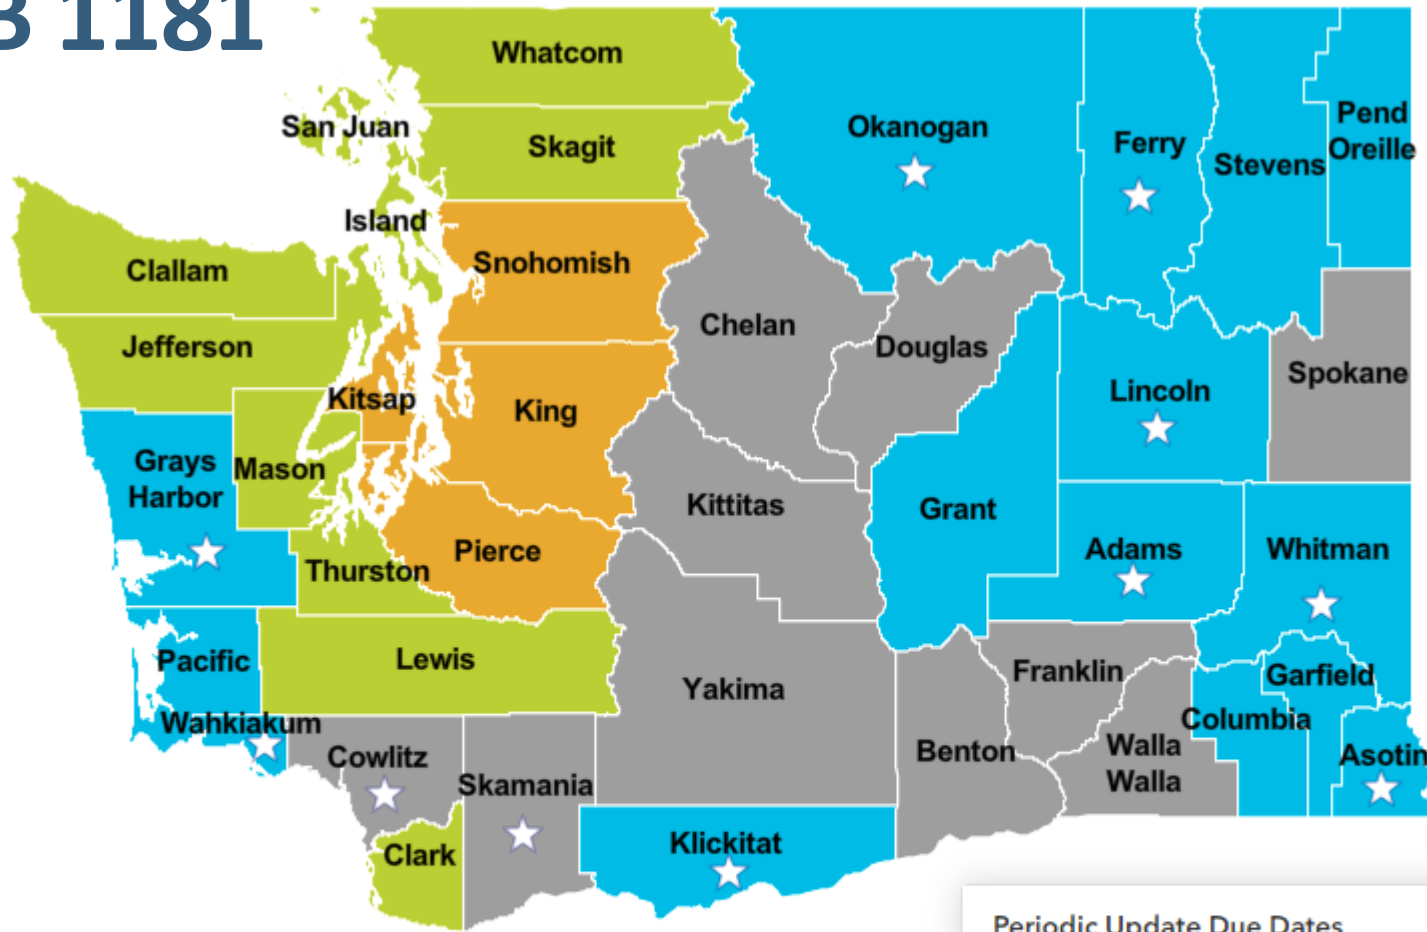 B 1181
Whatcom
San Juan
Skagit
Okanogan
Ferry
Stevens
Pend
Oreille
Island
Clallam
Snohomish
Jefferson
Chelan
Douglas
Spokane
Kitsap
King
Lincoln
Grays
Harbor
Mason
Kittitas
Grant
Pierce
Adams
Whitman
Thurston
Pacific
Lewis
Yakima
Franklin
Garfield
Wahkiakum
Columbia
Cowlitz
Skamania
Benton
Walla
Walla
Asotin
Clark
Klickitat
Periodic Update Due Dates